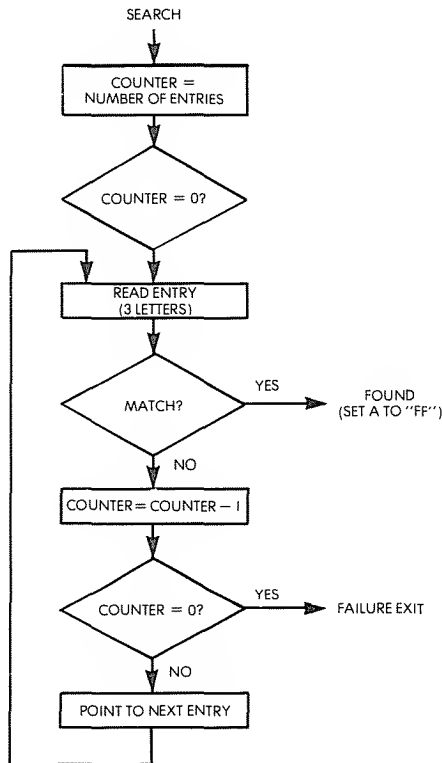 SEARCH
COUNTER =
NUMBER OF ENTRIES
COUNTER = 0?
READ ENTRY
(3 LETTERS)
MATCH?
YES
FOUND
(SET A TO "FF")
NO
COUNTER = COUNTER – 1
COUNTER = 0?
YES
FAILURE EXIT
NO
POINT TO NEXT ENTRY